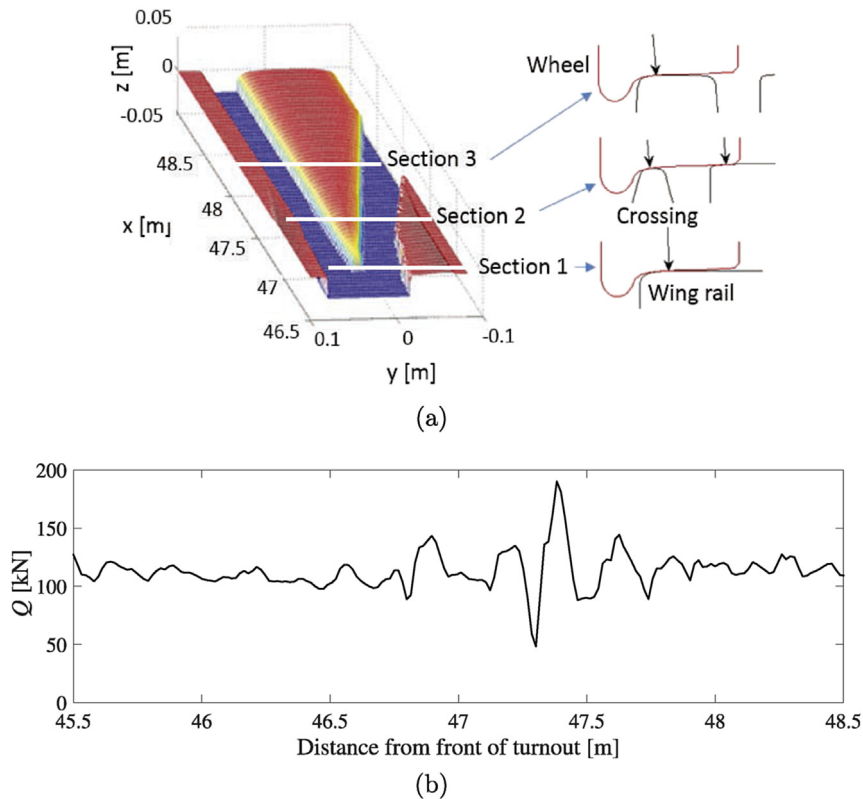 0.05
0
-0.05
z [m]
48.5
48
47.5
47
46.5
x [m]
0.1
0
-0.1
y [m]
Section 3
Section 2
Section 1
Wheel
Crossing
Wing rail
(a)
200
150
100
50
0
Q [kN]
45.5 46 46.5 47 47.5 48 48.5
Distance from front of turnout [m]
(b)